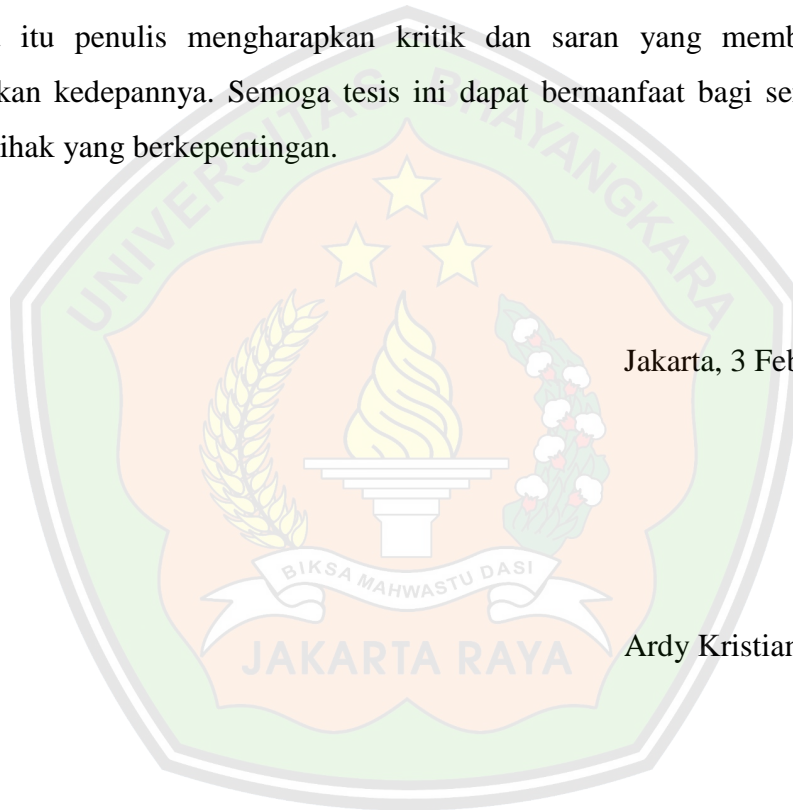 itu penulis mengharapkan kritik dan saran yang memb
kan kedepannya. Semoga tesis ini dapat bermanfaat bagi se
ihak yang berkepentingan.
UNIVERSITAS BHAYANGKARA
Jakarta, 3 Feb
BIKSA MAHWASTU DASI
JAKARTA RAYA
Ardy Kristian